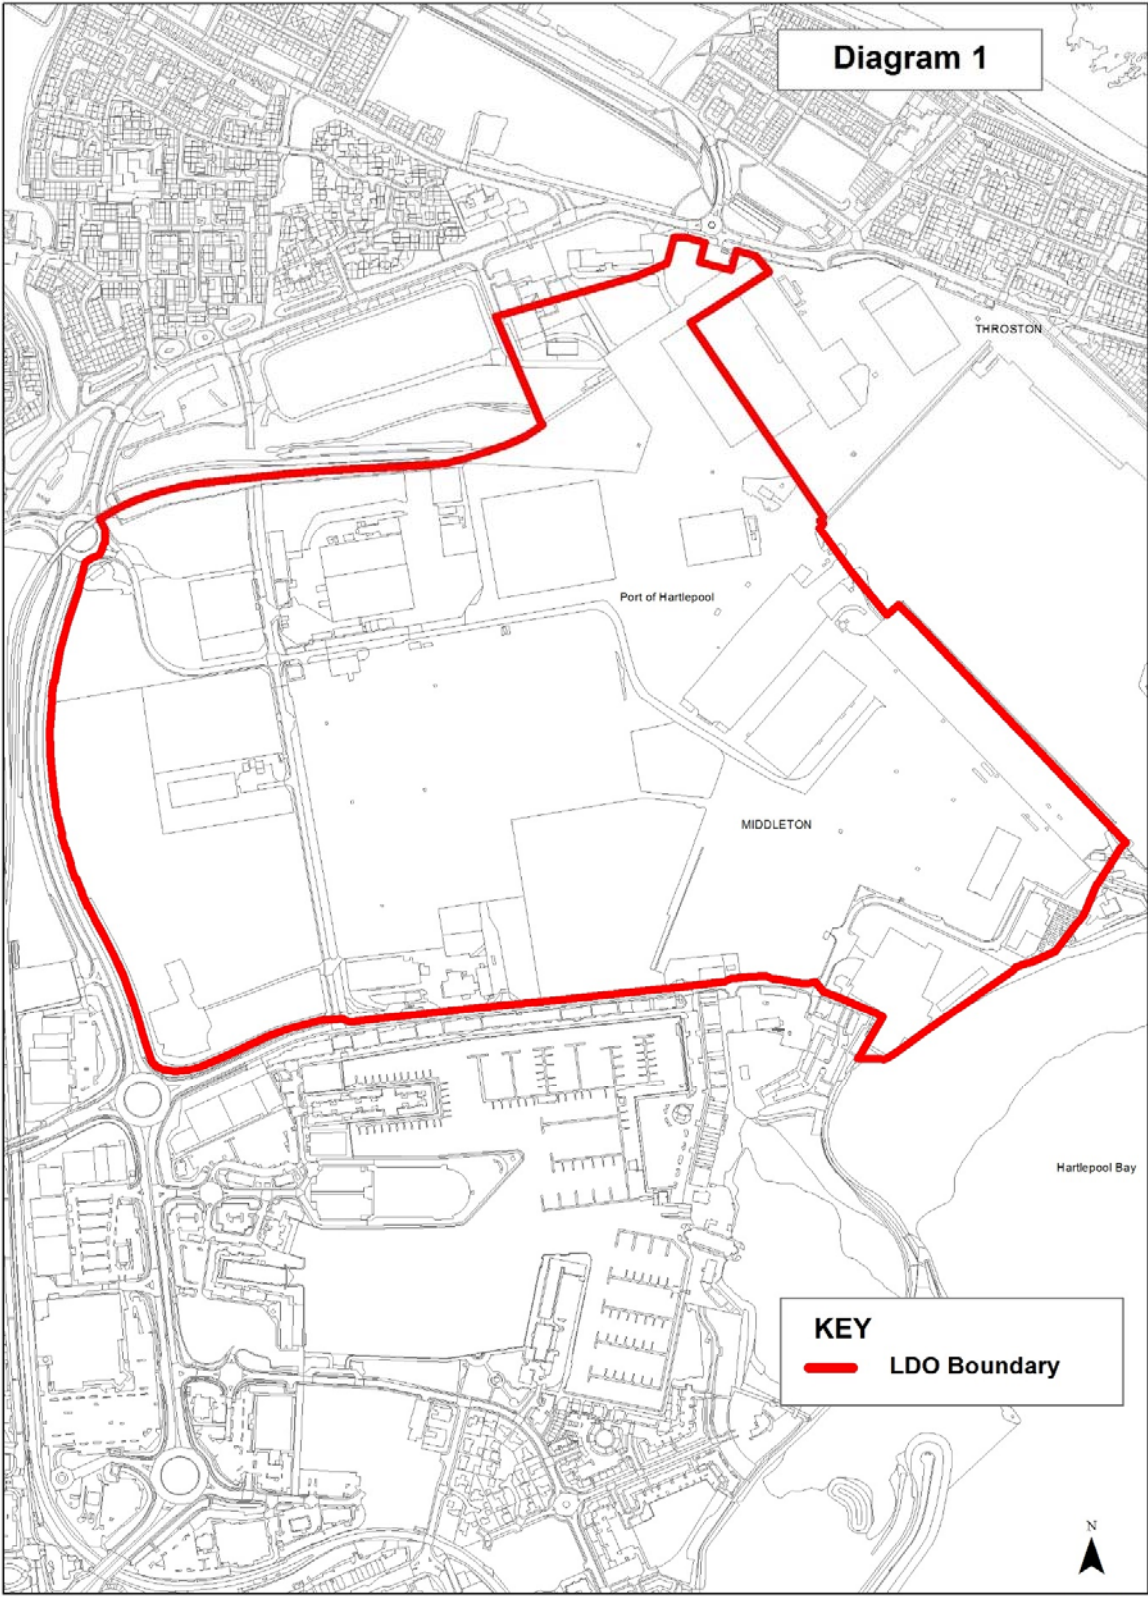 Diagram 1
THROSTON
Port of Hartlepool
MIDDLETON
Hartlepool Bay
KEY
LDO Boundary
N